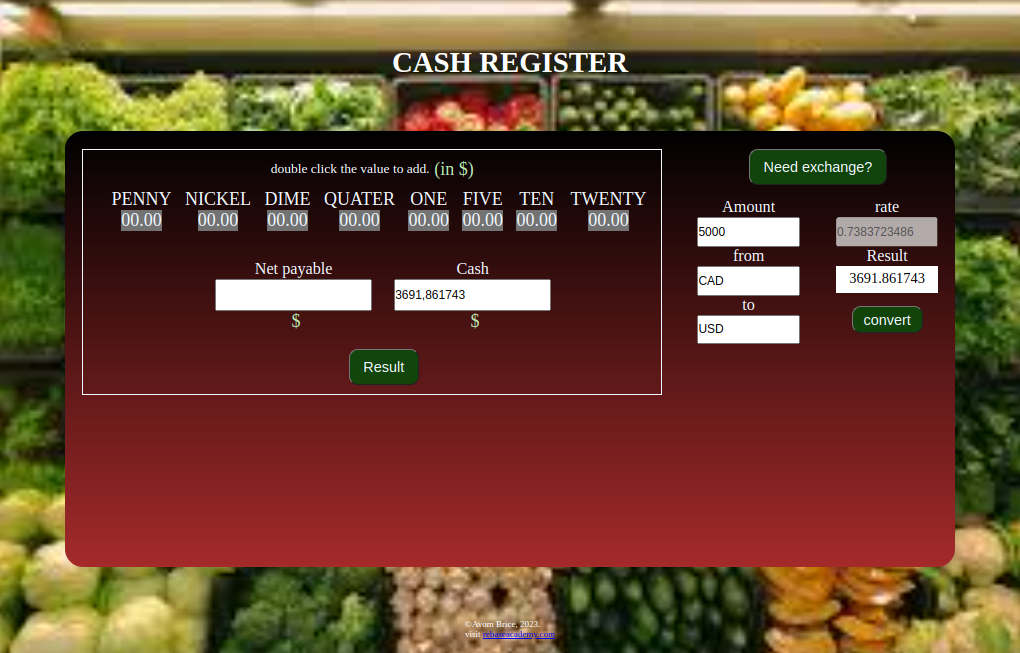 CASH REGISTER
double click the value to add. (in $)
PENNY NICKEL DIME QUATER ONE FIVE TEN TWENTY
00.00 00.00 00.00 00.00 00.00 00.00 00.00 00.00
Net payable Cash
3691,861743
$ $
Result
Need exchange?
Amount rate
5000 0.7383723486
from Result
CAD 3691.861743
to convert
USD
©Avom Brice, 2023.
visit rebaseacademy.com